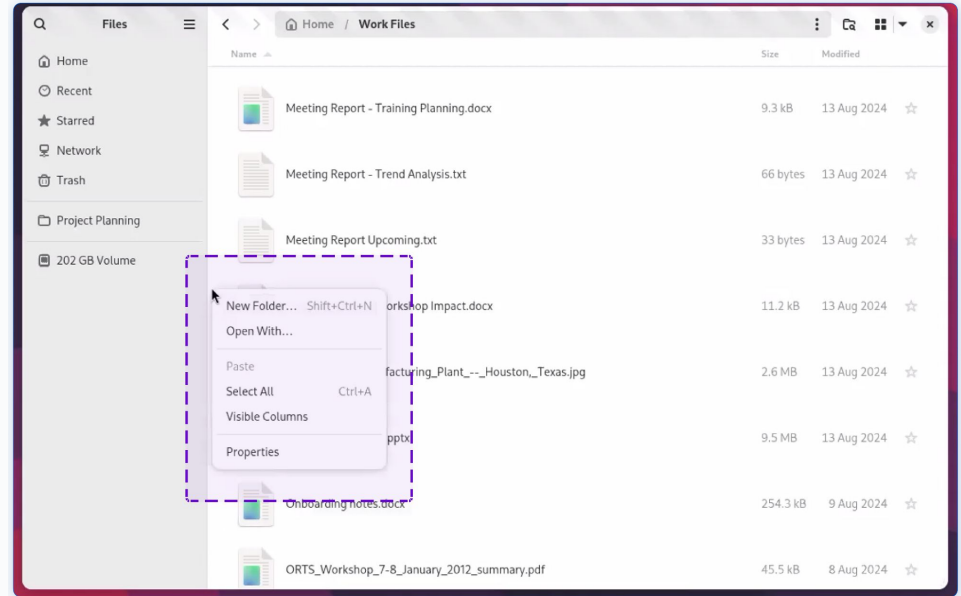 Files
Home / Work Files
Name
Size
Modified
Home
Recent
Starred
Network
Trash
Project Planning
202 GB Volume
Meeting Report - Training Planning.docx 9.3 kB 13 Aug 2024
Meeting Report - Trend Analysis.txt 66 bytes 13 Aug 2024
Meeting Report Upcoming.txt 33 bytes 13 Aug 2024
Impact.docx 11.2 kB 13 Aug 2024
_Plant_--_Houston,_Texas.jpg 2.6 MB 13 Aug 2024
pptx 9.5 MB 13 Aug 2024
Onboarding notes.docx 254.3 kB 9 Aug 2024
ORTS_Workshop_7-8_January_2012_summary.pdf 45.5 kB 8 Aug 2024
New Folder... Shift+Ctrl+N
Open With...
Paste
Select All Ctrl+A
Visible Columns
Properties